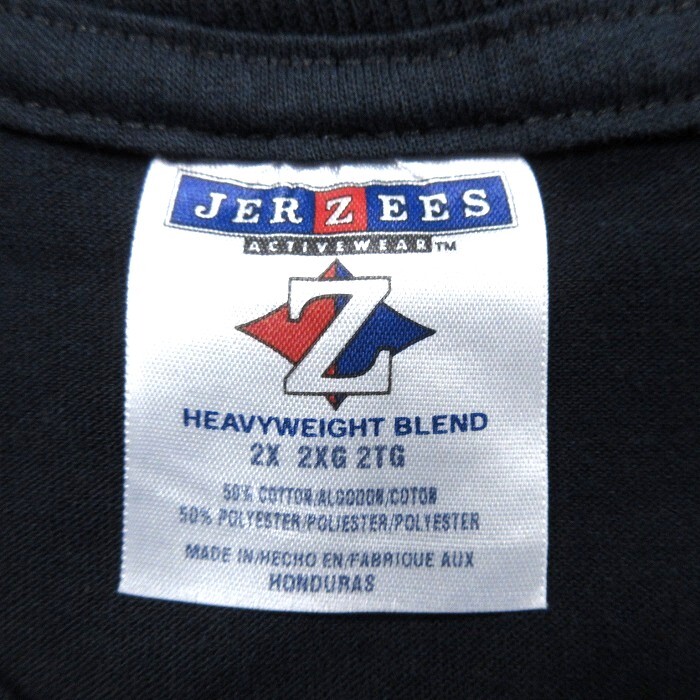 JERZEES
ACTIVEWEAR™
Z
HEAVYWEIGHT BLEND
2X 2XG 2TG
50% COTTON/ALGODON/COTON
50% POLYESTER/POLIESTER/POLYESTER
MADE IN/HECHO EN/FABRIQUE AUX
HONDURAS